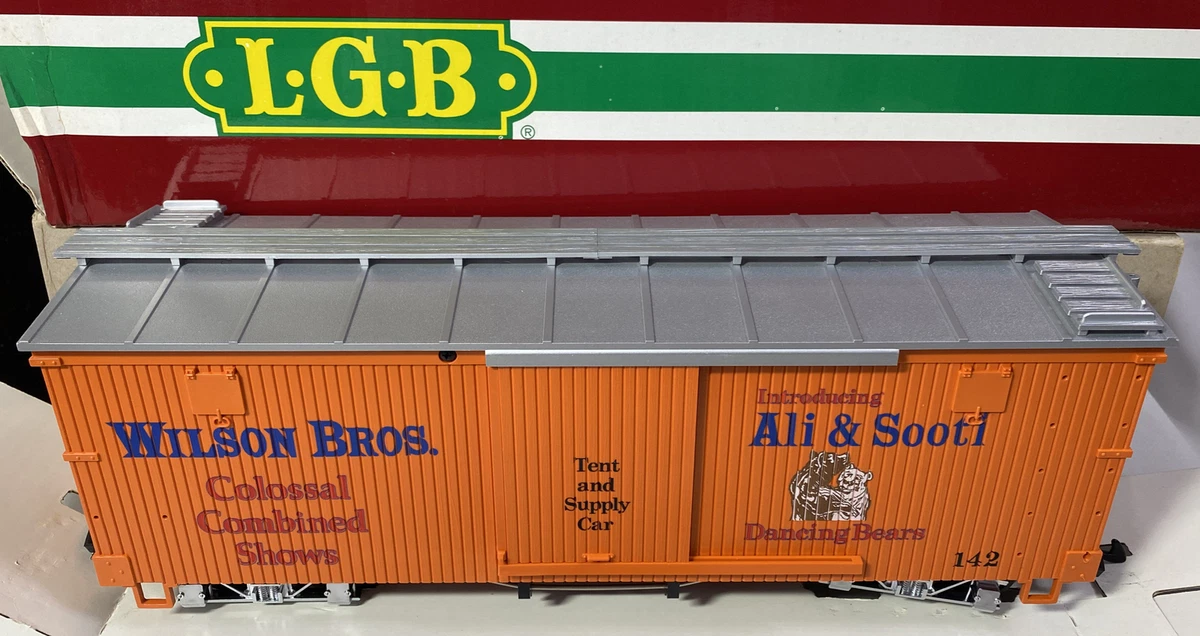 L·G·B
®
WILSON BROS.
Colossal
Combined
Shows
Tent
and
Supply
Car
Introducing
Ali & Sooti
Dancing Bears
142